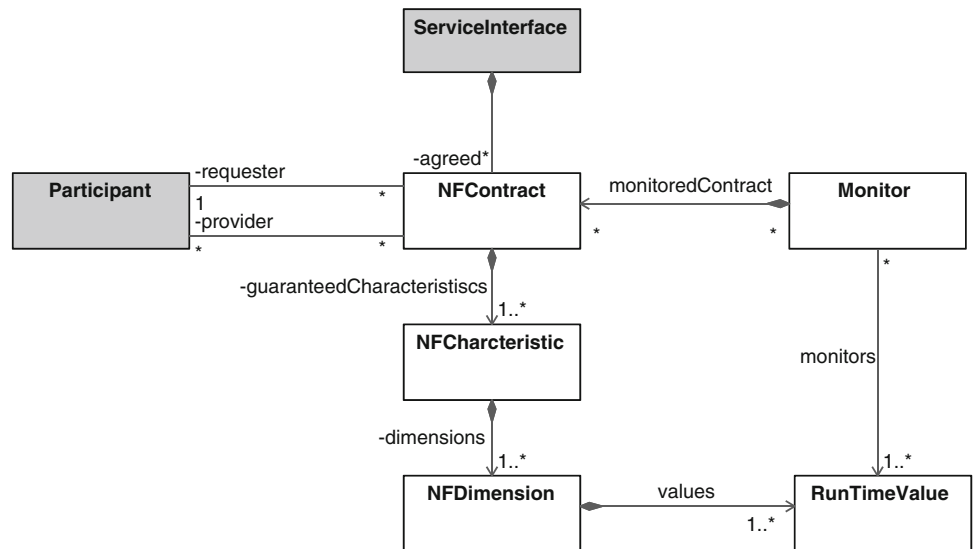 ServiceInterface
-agreed*
Participant
-requester
1
*
-provider
*
*
NFContract
monitoredContract
*
*
Monitor
*
-guaranteedCharacteristiscs
1..*
NFCharcteristic
monitors
-dimensions
1..*
1..*
NFDimension
values
1..*
RunTimeValue